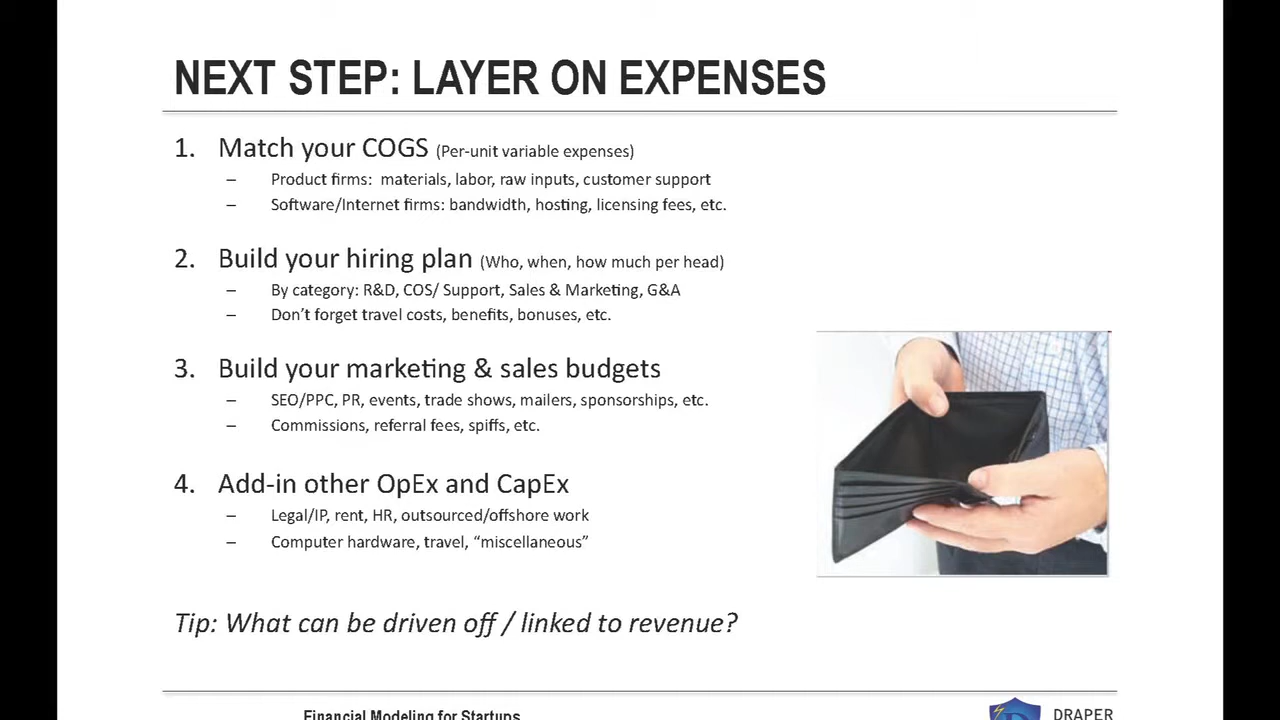 NEXT STEP: LAYER ON EXPENSES
1. Match your COGS (Per-unit variable expenses)
– Product firms: materials, labor, raw inputs, customer support
– Software/Internet firms: bandwidth, hosting, licensing fees, etc.
2. Build your hiring plan (Who, when, how much per head)
– By category: R&D, COS/ Support, Sales & Marketing, G&A
– Don’t forget travel costs, benefits, bonuses, etc.
3. Build your marketing & sales budgets
– SEO/PPC, PR, events, trade shows, mailers, sponsorships, etc.
– Commissions, referral fees, spiffs, etc.
4. Add-in other OpEx and CapEx
– Legal/IP, rent, HR, outsourced/offshore work
– Computer hardware, travel, “miscellaneous”
Tip: What can be driven off / linked to revenue?
Financial Modeling for Startups
DRAPER